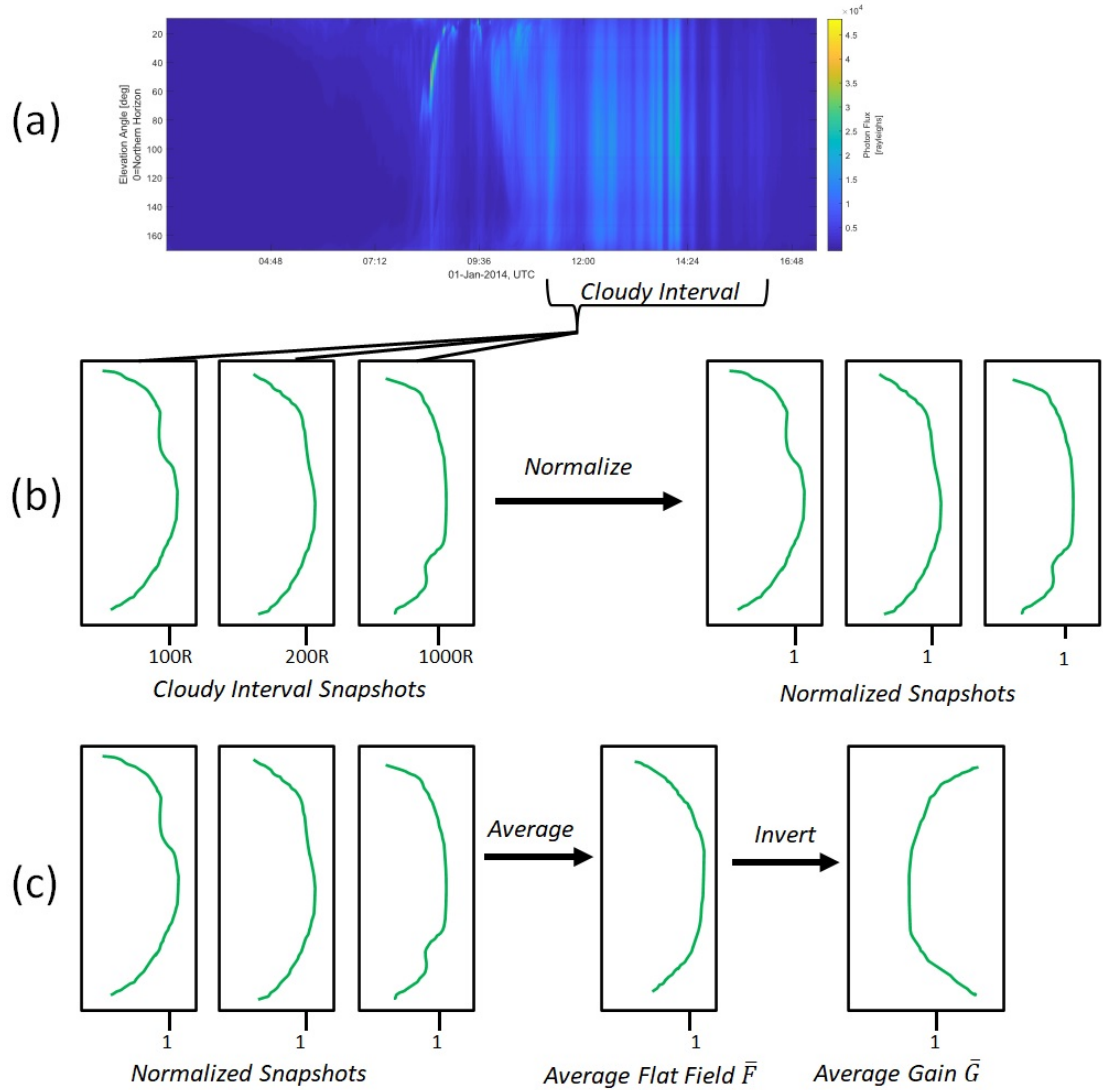 (a)
×10⁴
20
40
60
80
100
120
140
160
Elevation Angle [deg]
0=Northern Horizon
04:48
07:12
09:36
12:00
14:24
16:48
01-Jan-2014, UTC
4.5
4
3.5
3
2.5
2
1.5
1
0.5
Photon Flux
[rayleighs]
Cloudy Interval
(b)
Normalize
100R
200R
1000R
1
1
1
Cloudy Interval Snapshots
Normalized Snapshots
(c)
Average
Invert
1
1
1
1
1
Normalized Snapshots
Average Flat Field F̅
Average Gain G̅